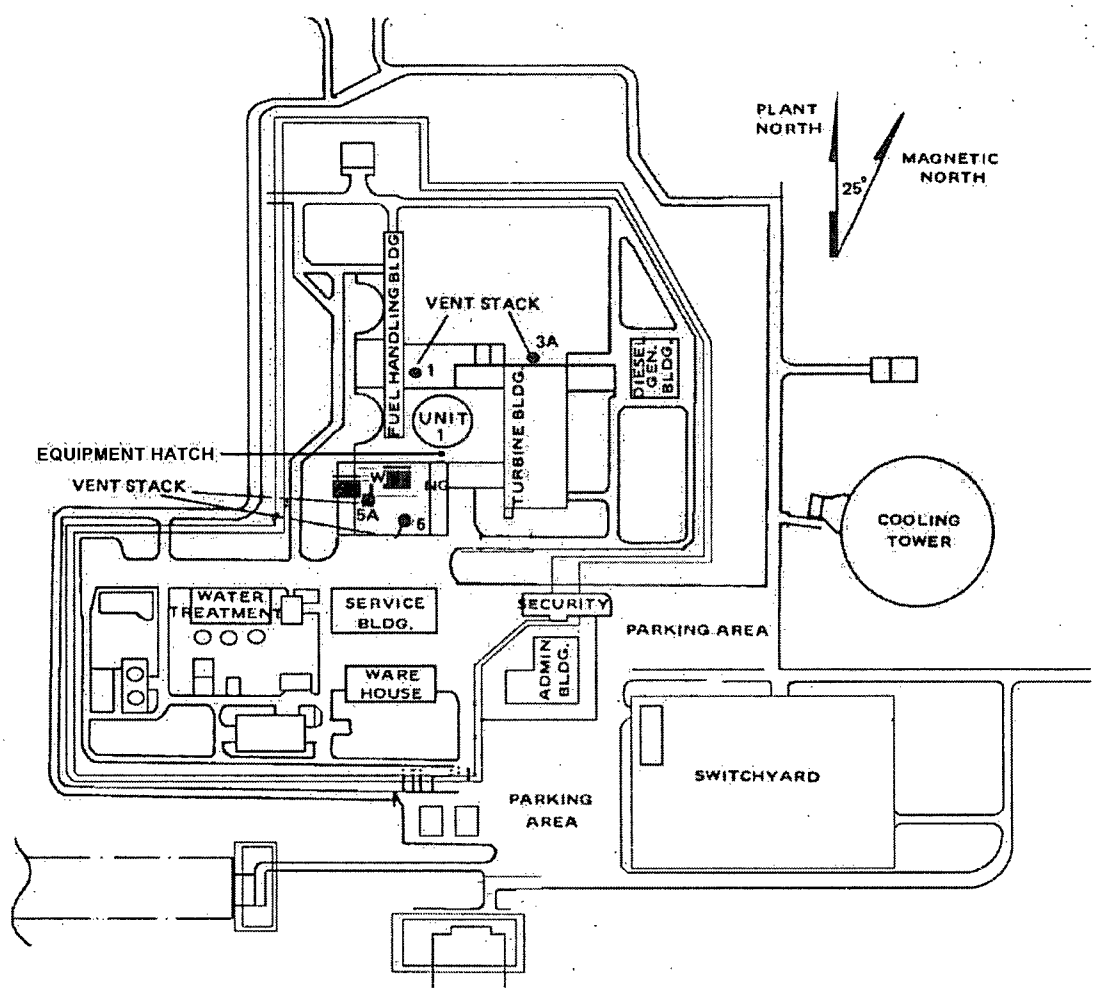 PLANT
NORTH
MAGNETIC
NORTH
25°
FUEL HANDLING BLDG
VENT STACK
3A
1
DIESEL
GEN.
BLDG.
UNIT
1
TURBINE BLDG.
EQUIPMENT HATCH
W
NG
VENT STACK
5A
6
COOLING
TOWER
WATER
TREATMENT
SERVICE
BLDG.
SECURITY
PARKING AREA
ADMIN
BLDG.
WARE
HOUSE
SWITCHYARD
PARKING
AREA